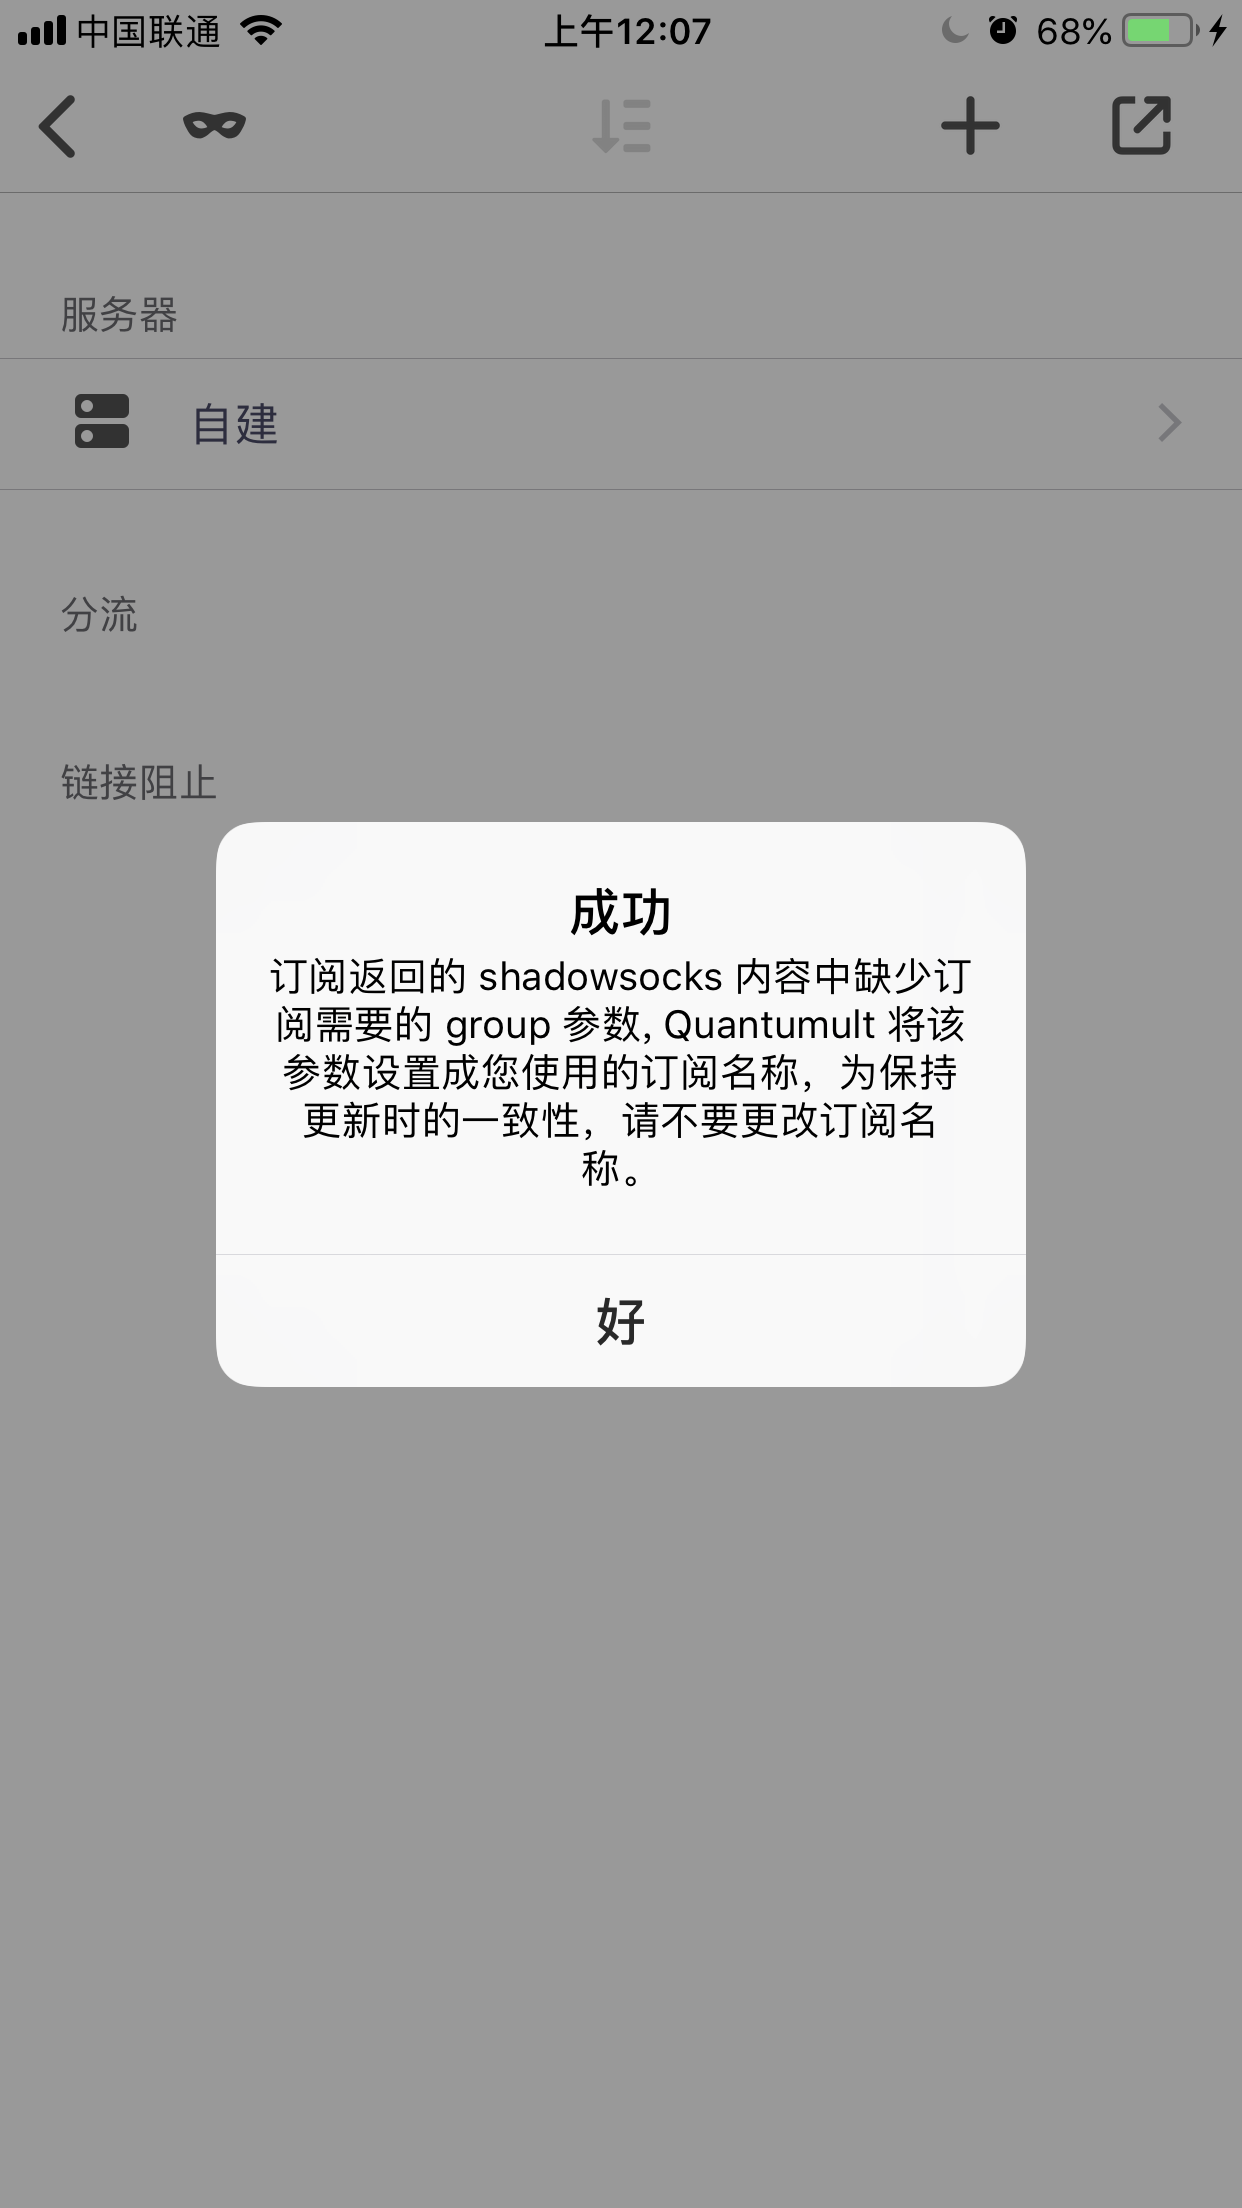 中国联通 上午12:07 68%
服务器
自建
分流
链接阻止
成功
订阅返回的 shadowsocks 内容中缺少订
阅需要的 group 参数, Quantumult 将该
参数设置成您使用的订阅名称，为保持
更新时的一致性，请不要更改订阅名
称。
好